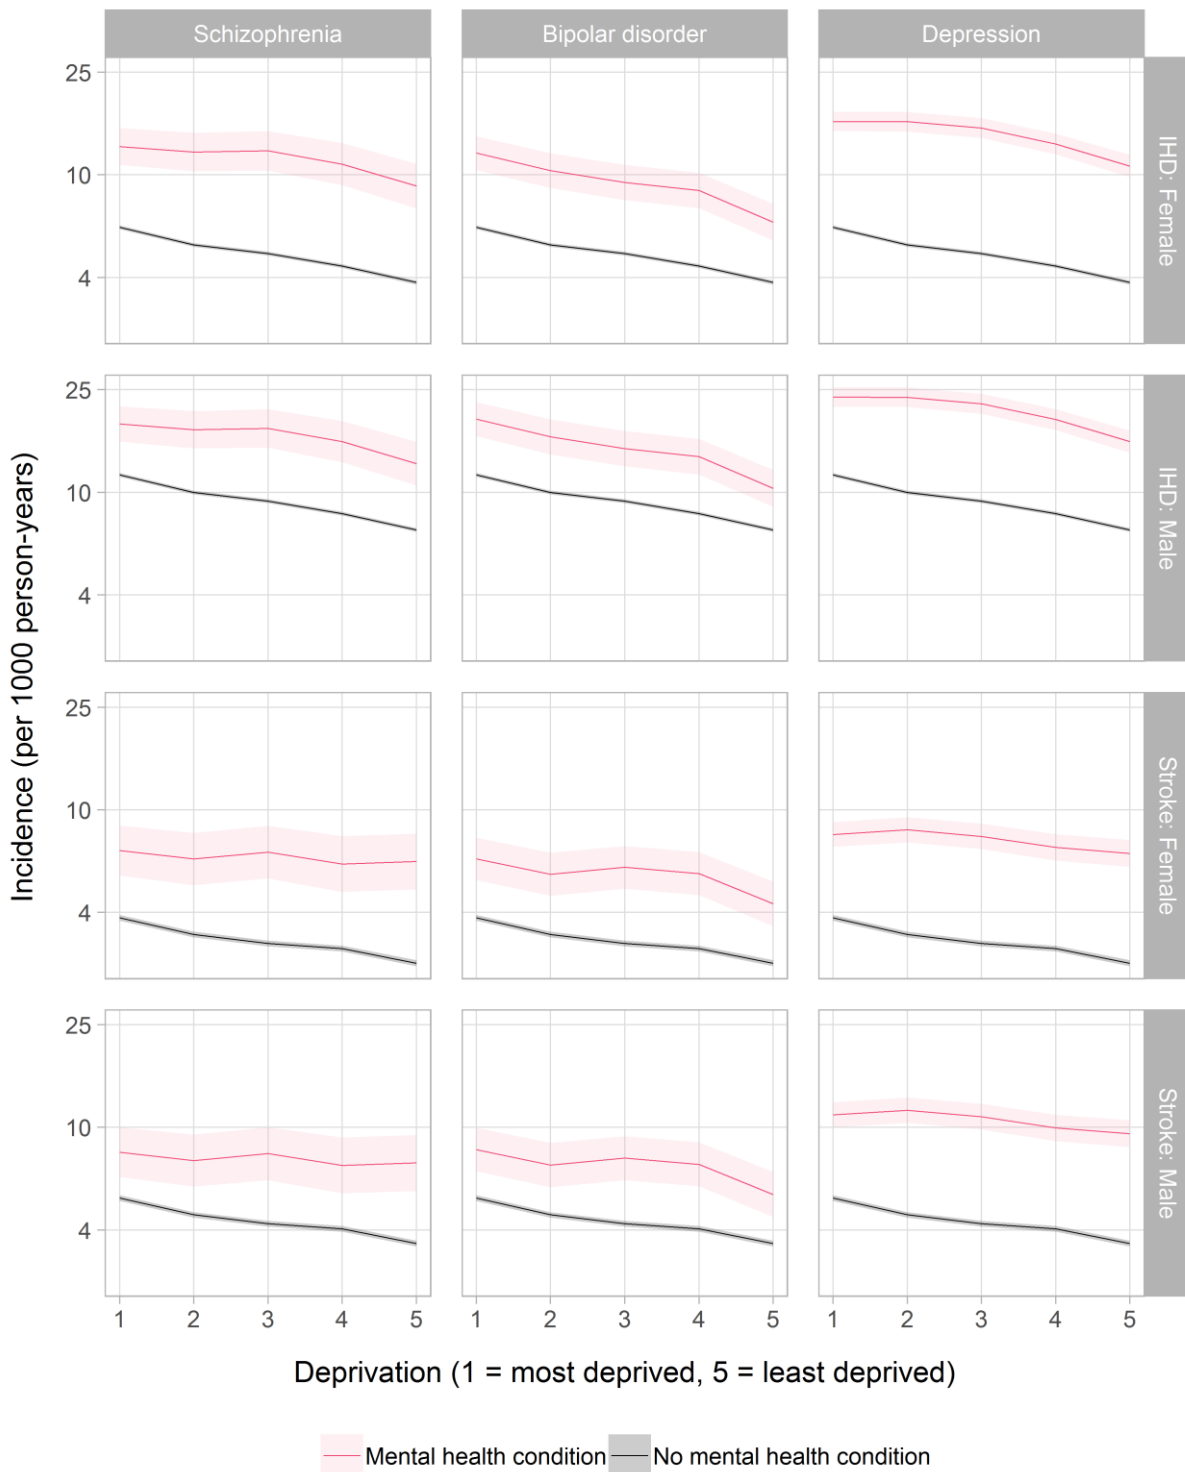 Schizophrenia
Bipolar disorder
Depression
25
10
4
IHD: Female
25
10
4
IHD: Male
25
10
4
Stroke: Female
25
10
4
Stroke: Male
Incidence (per 1000 person-years)
1 2 3 4 5
1 2 3 4 5
1 2 3 4 5
Deprivation (1 = most deprived, 5 = least deprived)
Mental health condition
No mental health condition